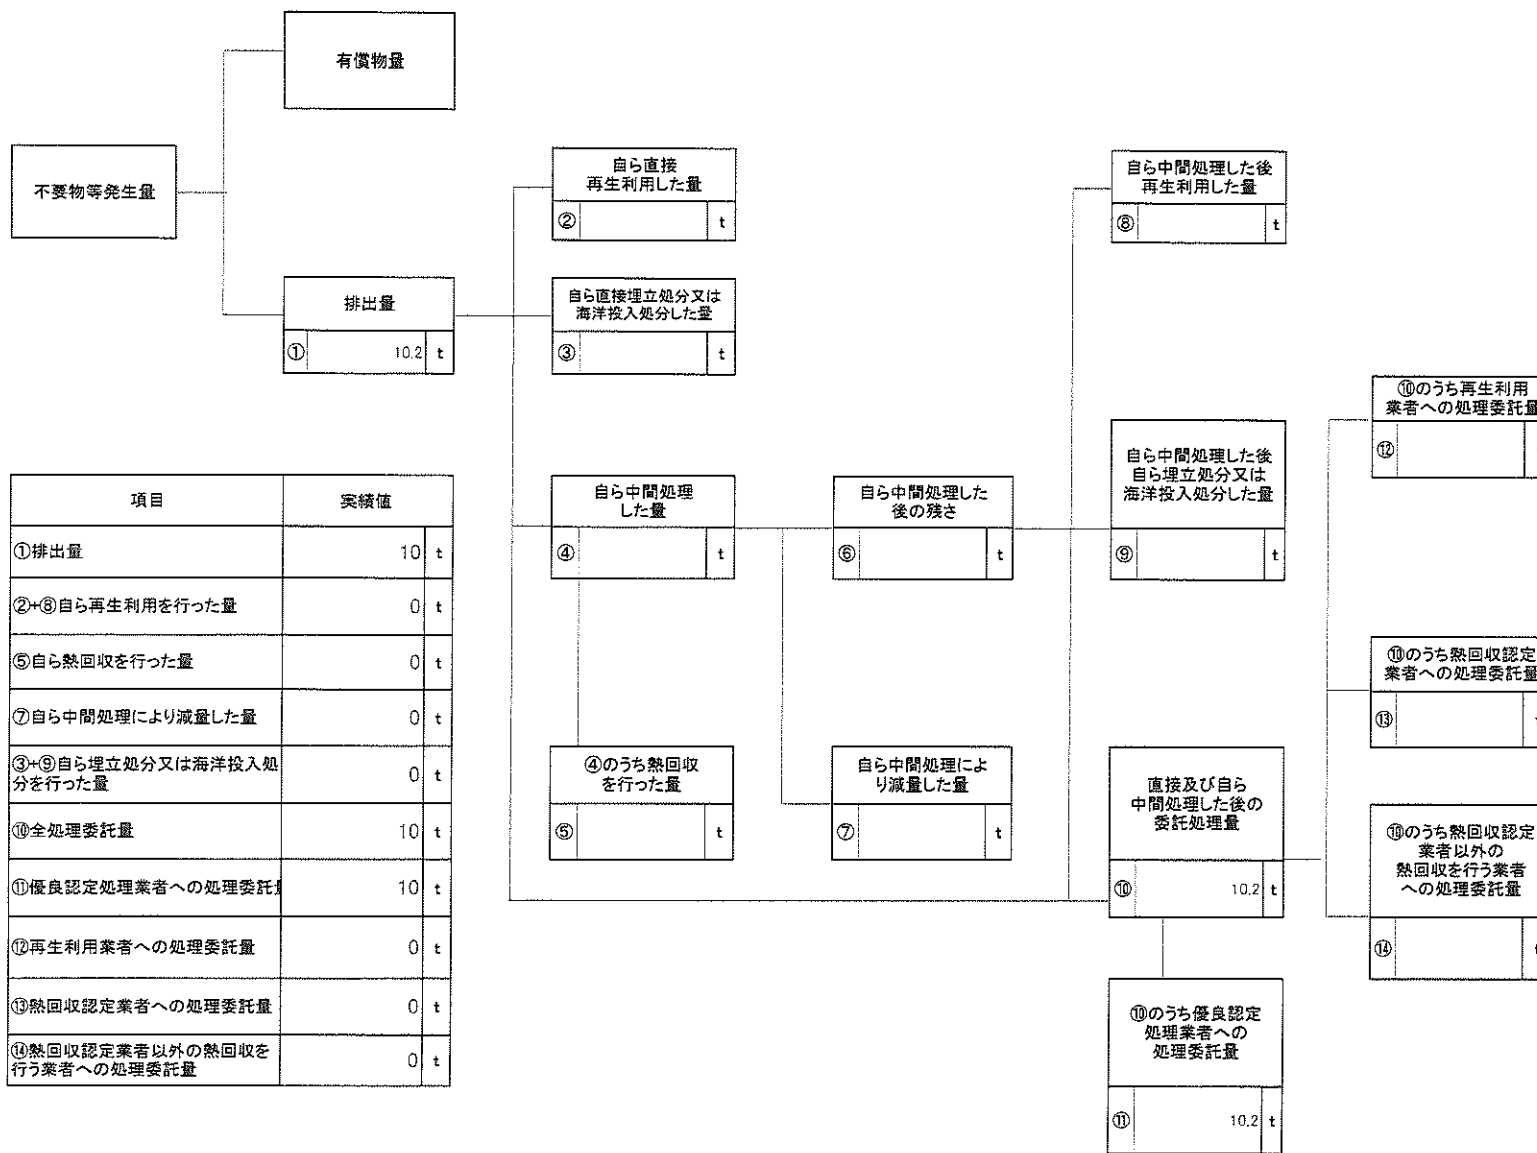 有償物量
不要物等発生量
排出量
① 10.2 t
自ら直接
再生利用した量
② t
自ら直接埋立処分又は
海洋投入処分した量
③ t
自ら中間処理
した量
④ t
④のうち熱回収
を行った量
⑤ t
自ら中間処理した
後の残さ
⑥ t
自ら中間処理によ
り減量した量
⑦ t
自ら中間処理した後
再生利用した量
⑧ t
自ら中間処理した後
自ら埋立処分又は
海洋投入処分した量
⑨ t
直接及び自ら
中間処理した後の
委託処理量
⑩ 10.2 t
⑩のうち優良認定
処理業者への
処理委託量
⑪ 10.2 t
⑩のうち再生利用
業者への処理委託量
⑫
⑩のうち熱回収認定
業者への処理委託量
⑬
⑩のうち熱回収認定
業者以外の
熱回収を行う業者
への処理委託量
⑭ t
項目 実績値
①排出量 10 t
②+⑧自ら再生利用を行った量 0 t
⑤自ら熱回収を行った量 0 t
⑦自ら中間処理により減量した量 0 t
③+⑨自ら埋立処分又は海洋投入処
分を行った量 0 t
⑩全処理委託量 10 t
⑪優良認定処理業者への処理委託 10 t
⑫再生利用業者への処理委託量 0 t
⑬熱回収認定業者への処理委託量 0 t
⑭熱回収認定業者以外の熱回収を
行う業者への処理委託量 0 t